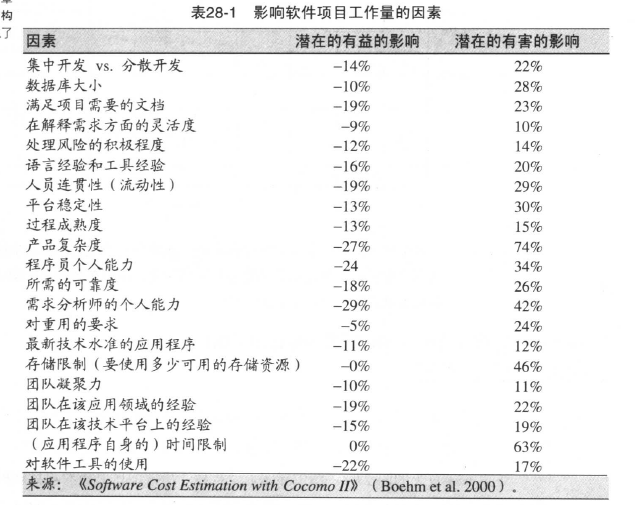 构
了
表28-1 影响软件项目工作量的因素
因素 潜在的有益的影响 潜在的有害的影响
集中开发 vs. 分散开发 −14% 22%
数据库大小 −10% 28%
满足项目需要的文档 −19% 23%
在解释需求方面的灵活度 −9% 10%
处理风险的积极程度 −12% 14%
语言经验和工具经验 −16% 20%
人员连贯性（流动性） −19% 29%
平台稳定性 −13% 30%
过程成熟度 −13% 15%
产品复杂度 −27% 74%
程序员个人能力 −24 34%
所需的可靠度 −18% 26%
需求分析师的个人能力 −29% 42%
对重用的要求 −5% 24%
最新技术水准的应用程序 −11% 12%
存储限制（要使用多少可用的存储资源） −0% 46%
团队凝聚力 −10% 11%
团队在该应用领域的经验 −19% 22%
团队在该技术平台上的经验 −15% 19%
（应用程序自身的）时间限制 0% 63%
对软件工具的使用 −22% 17%
来源：《Software Cost Estimation with Cocomo II》（Boehm et al. 2000）。